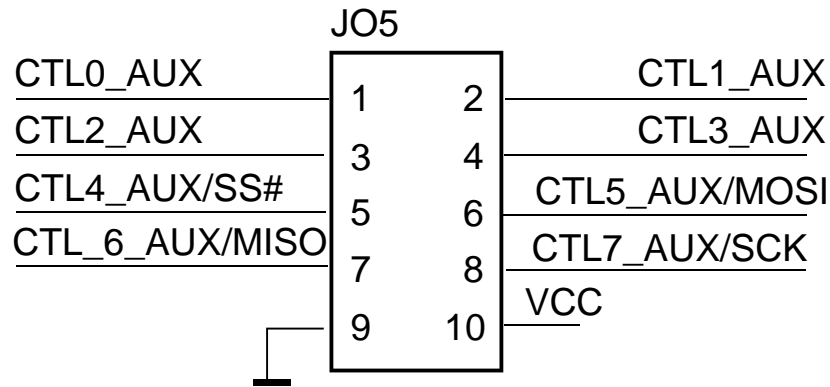 JO5
CTL0_AUX 1 2 CTL1_AUX
CTL2_AUX 3 4 CTL3_AUX
CTL4_AUX/SS# 5 6 CTL5_AUX/MOSI
CTL_6_AUX/MISO 7 8 CTL7_AUX/SCK
9 10 VCC